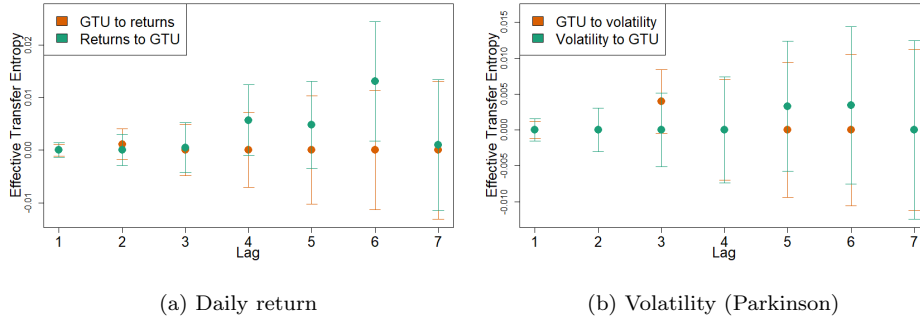 GTU to returns
Returns to GTU
Effective Transfer Entropy
0.02
0.01
0.00
-0.01
1 2 3 4 5 6 7
Lag
(a) Daily return
GTU to volatility
Volatility to GTU
Effective Transfer Entropy
0.015
0.010
0.005
0.000
-0.005
-0.010
1 2 3 4 5 6 7
Lag
(b) Volatility (Parkinson)